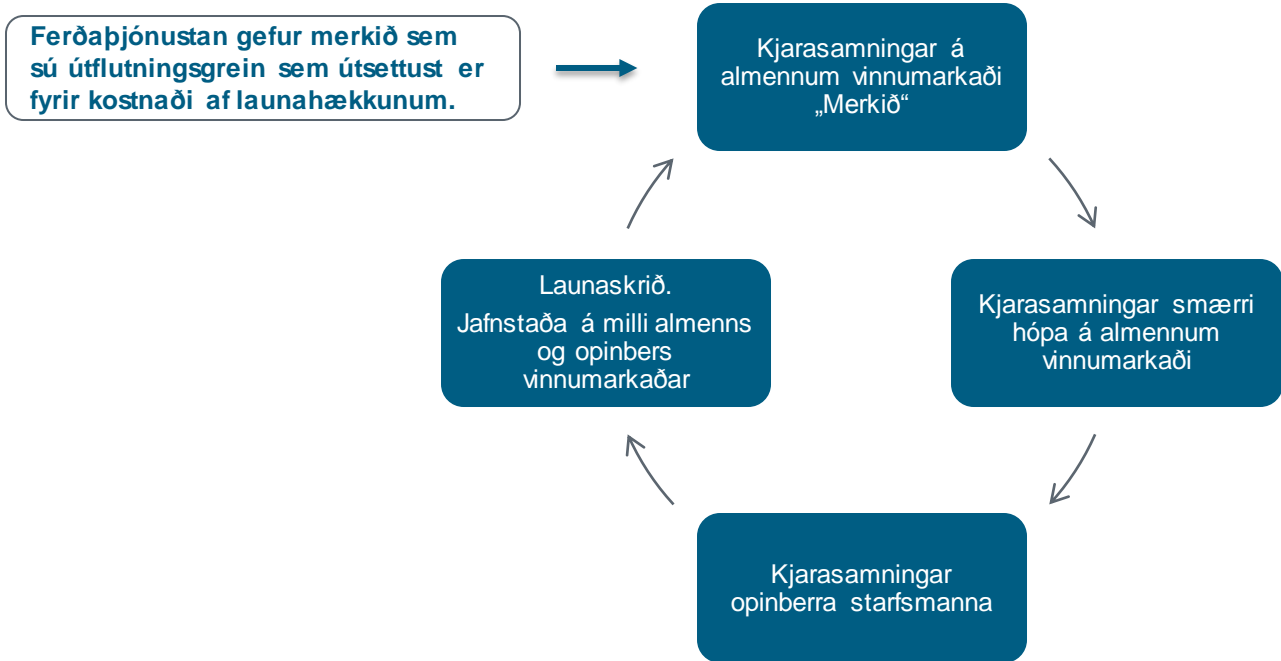 Ferðaþjónustan gefur merkið sem
sú útflutningsgrein sem útsettust er
fyrir kostnaði af launahækkunum.
Kjarasamningar á
almennum vinnumarkaði
„Merkið“
Kjarasamningar smærri
hópa á almennum
vinnumarkaði
Kjarasamningar
opinberra starfsmanna
Launaskrið.
Jafnstaða á milli almenns
og opinbers
vinnumarkaðar